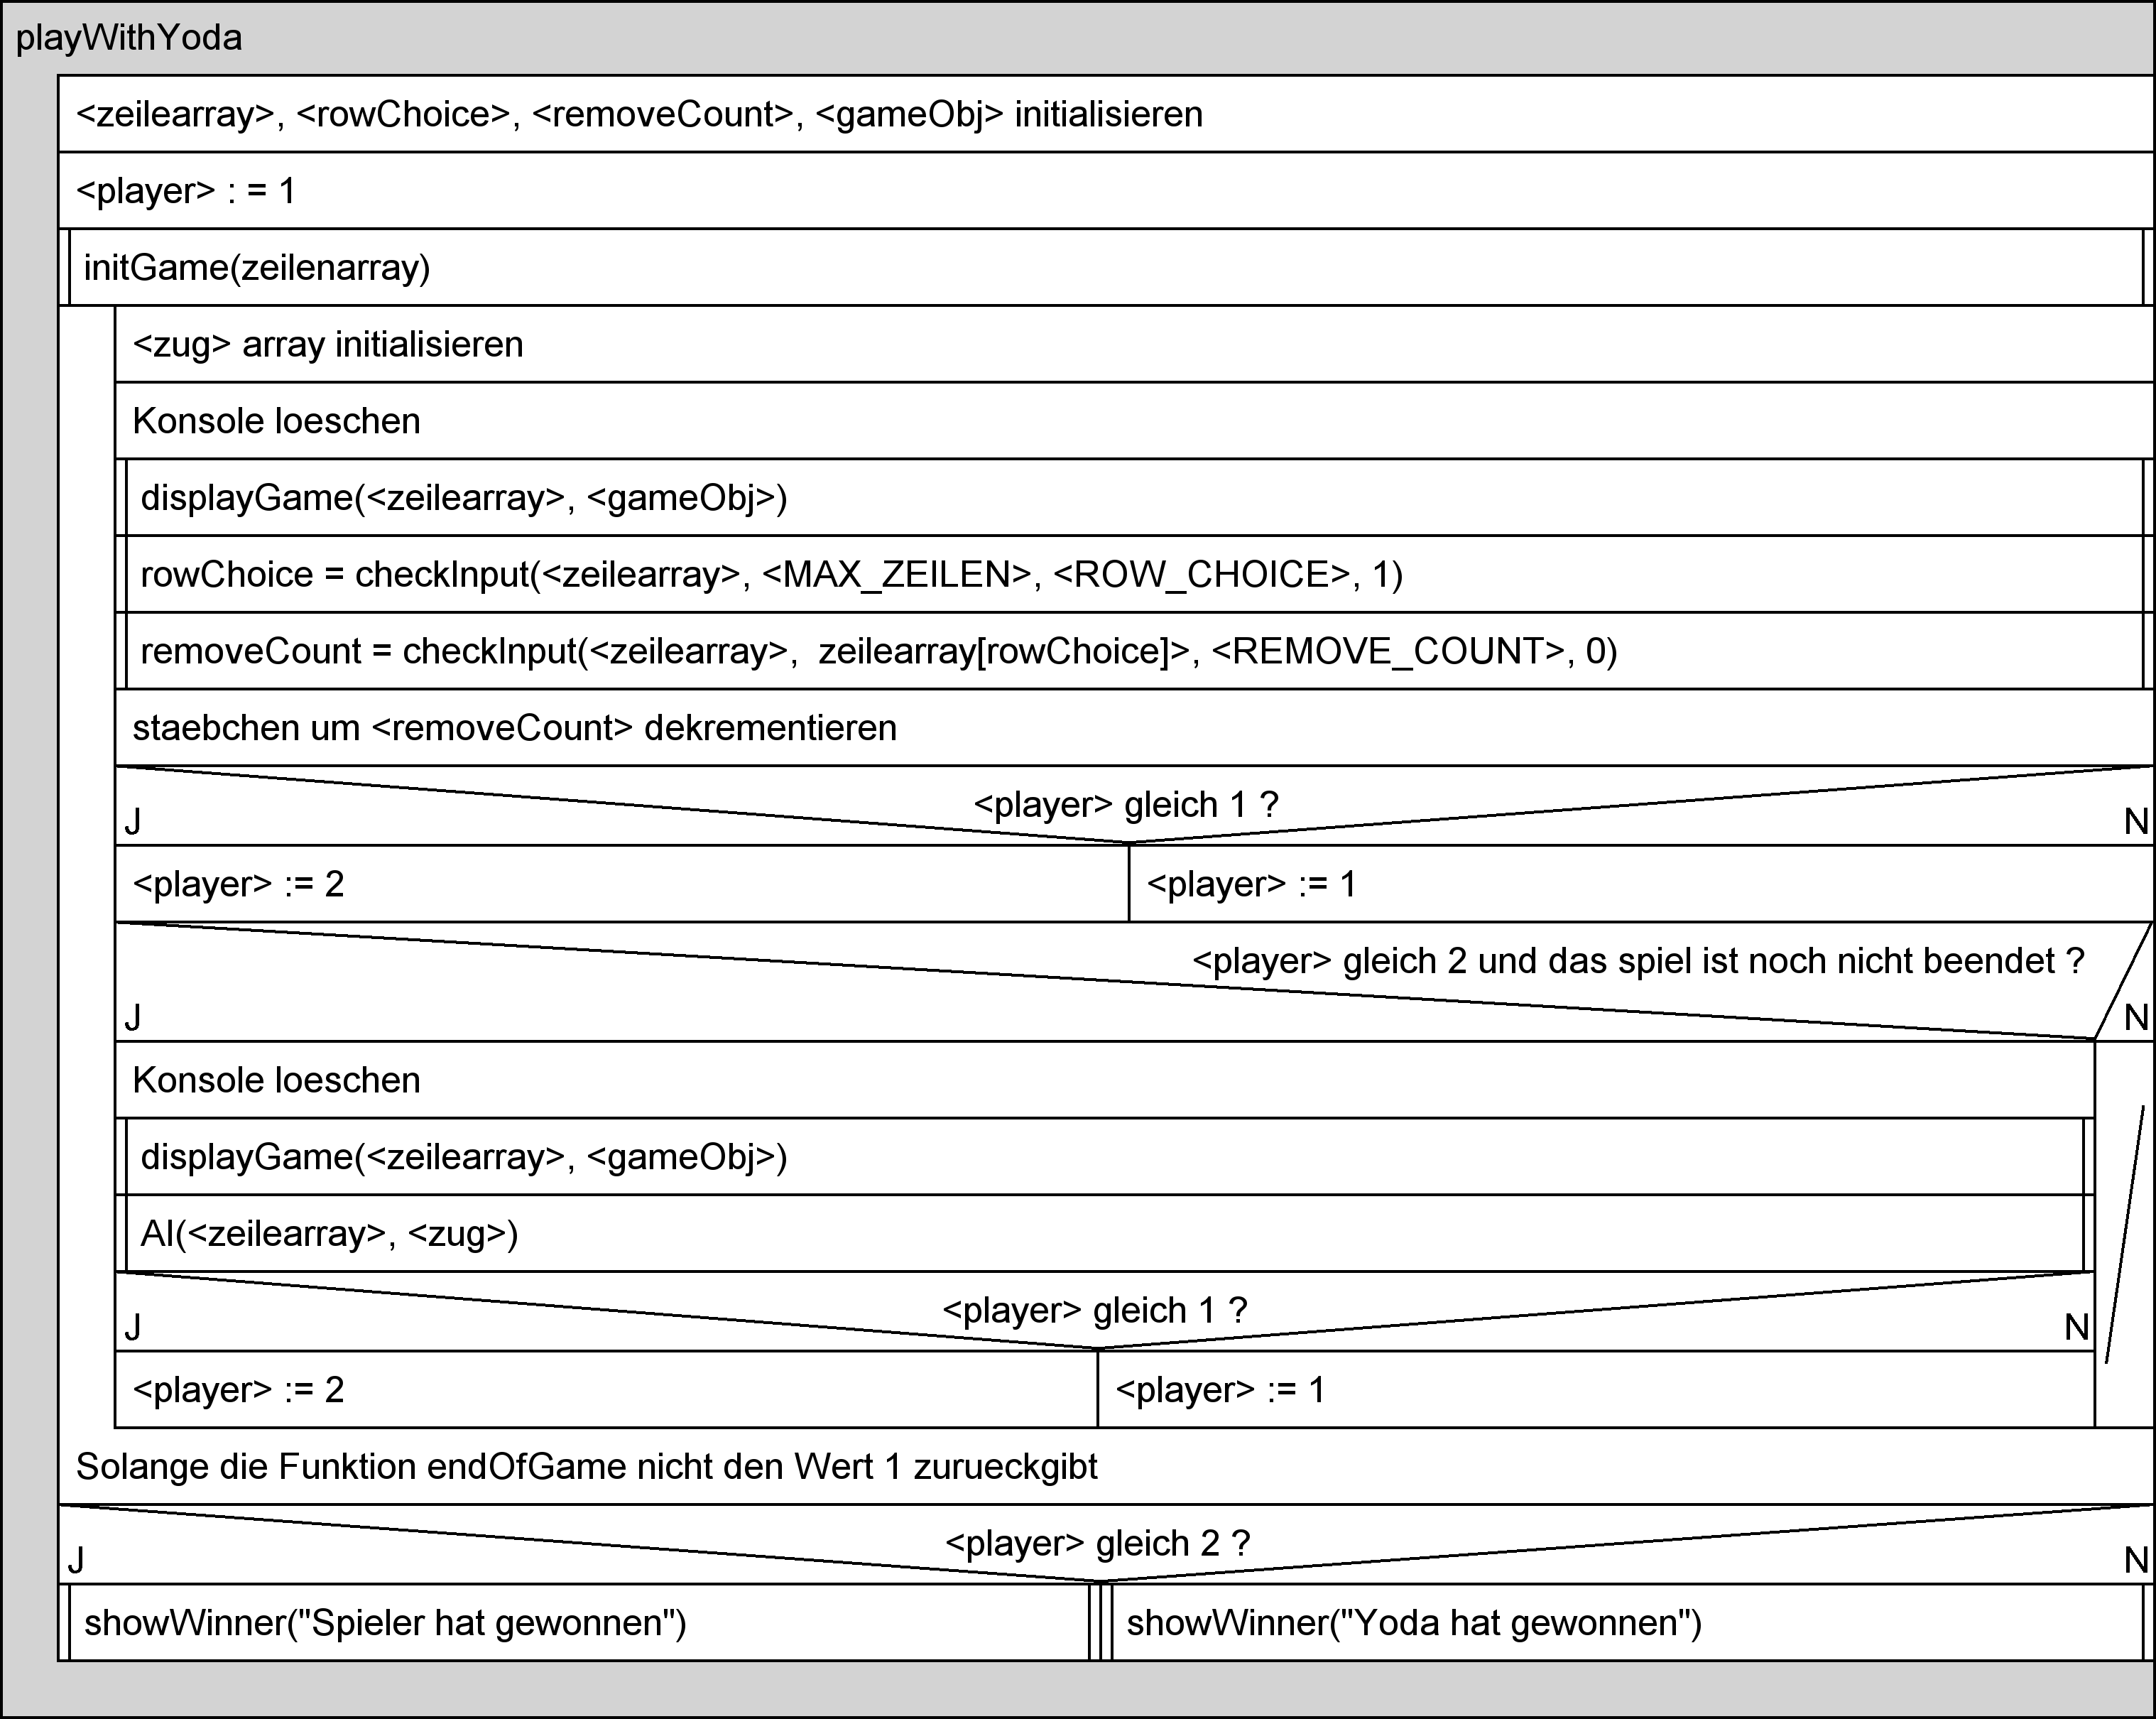 playWithYoda
<zeilearray>, <rowChoice>, <removeCount>, <gameObj> initialisieren
<player> : = 1
initGame(zeilenarray)
<zug> array initialisieren
Konsole loeschen
displayGame(<zeilearray>, <gameObj>)
rowChoice = checkInput(<zeilearray>, <MAX_ZEILEN>, <ROW_CHOICE>, 1)
removeCount = checkInput(<zeilearray>,  zeilearray[rowChoice]>, <REMOVE_COUNT>, 0)
staebchen um <removeCount> dekrementieren
<player> gleich 1 ?
J
N
<player> := 2
<player> := 1
<player> gleich 2 und das spiel ist noch nicht beendet ?
J
N
Konsole loeschen
displayGame(<zeilearray>, <gameObj>)
AI(<zeilearray>, <zug>)
<player> gleich 1 ?
J
N
<player> := 2
<player> := 1
Solange die Funktion endOfGame nicht den Wert 1 zurueckgibt
<player> gleich 2 ?
J
N
showWinner("Spieler hat gewonnen")
showWinner("Yoda hat gewonnen")